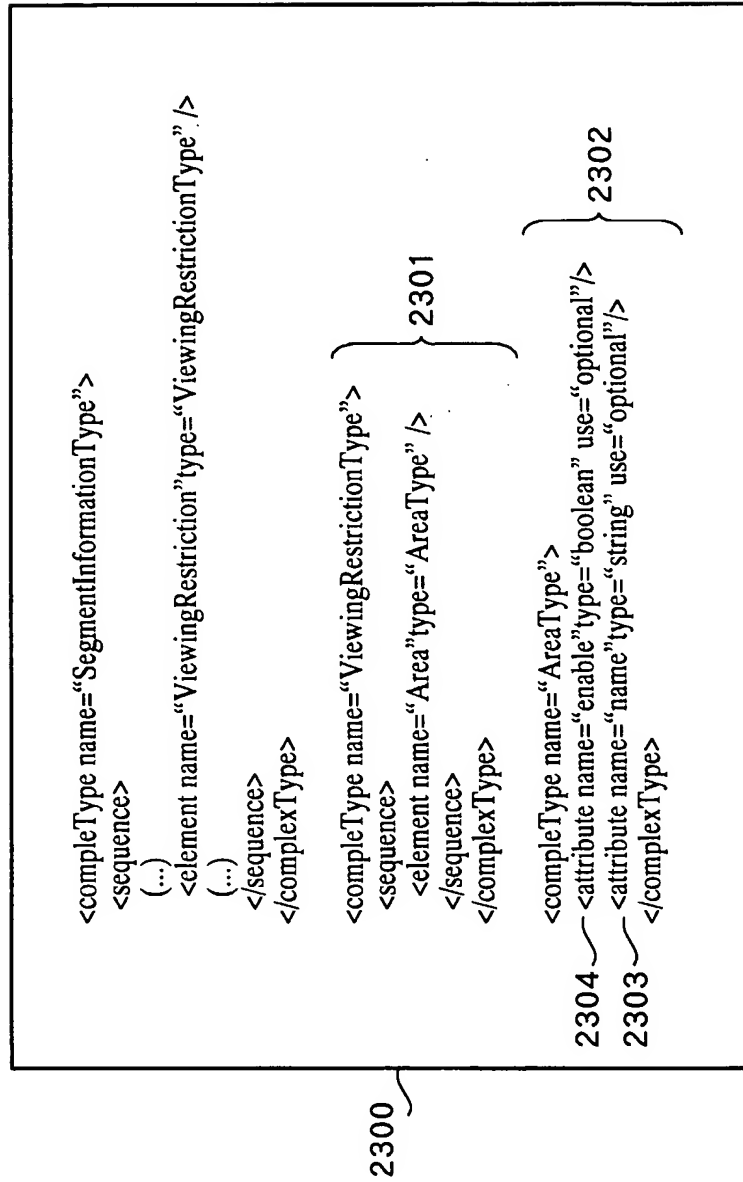 2300
<compleType name=“SegmentInformationType”>
<sequence>
(...)
<element name=“ViewingRestriction”type=“ViewingRestrictionType” />
(...)
</sequence>
</complexType>
<compleType name=“ViewingRestrictionType”>
<sequence>
<element name=“Area”type=“AreaType” />
</sequence>
</complexType>
2301
<compleType name=“AreaType”>
2304 <attribute name=“enable”type=“boolean” use=“optional”/>
2303 <attribute name=“name”type=“string” use=“optional”/>
</complexType>
2302